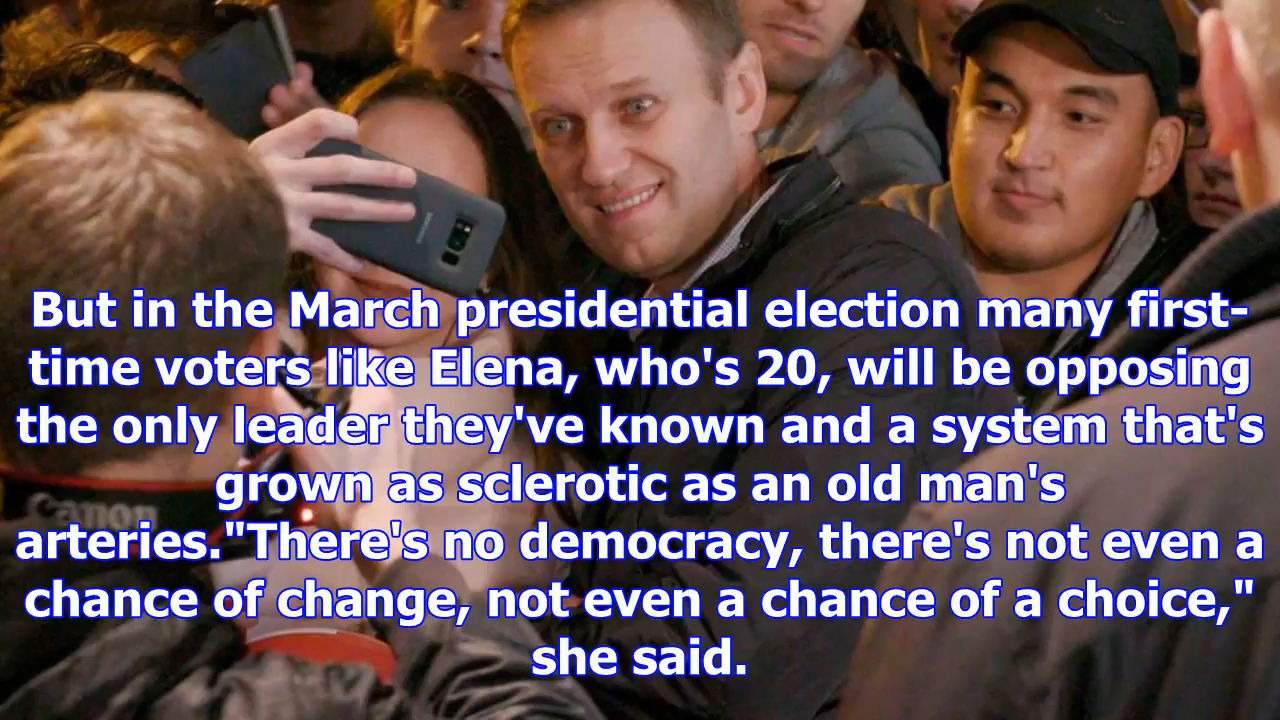 SAMSUNG
But in the March presidential election many first-
time voters like Elena, who's 20, will be opposing
the only leader they've known and a system that's
grown as sclerotic as an old man's
Canon
arteries."There's no democracy, there's not even a
chance of change, not even a chance of a choice,"
she said.